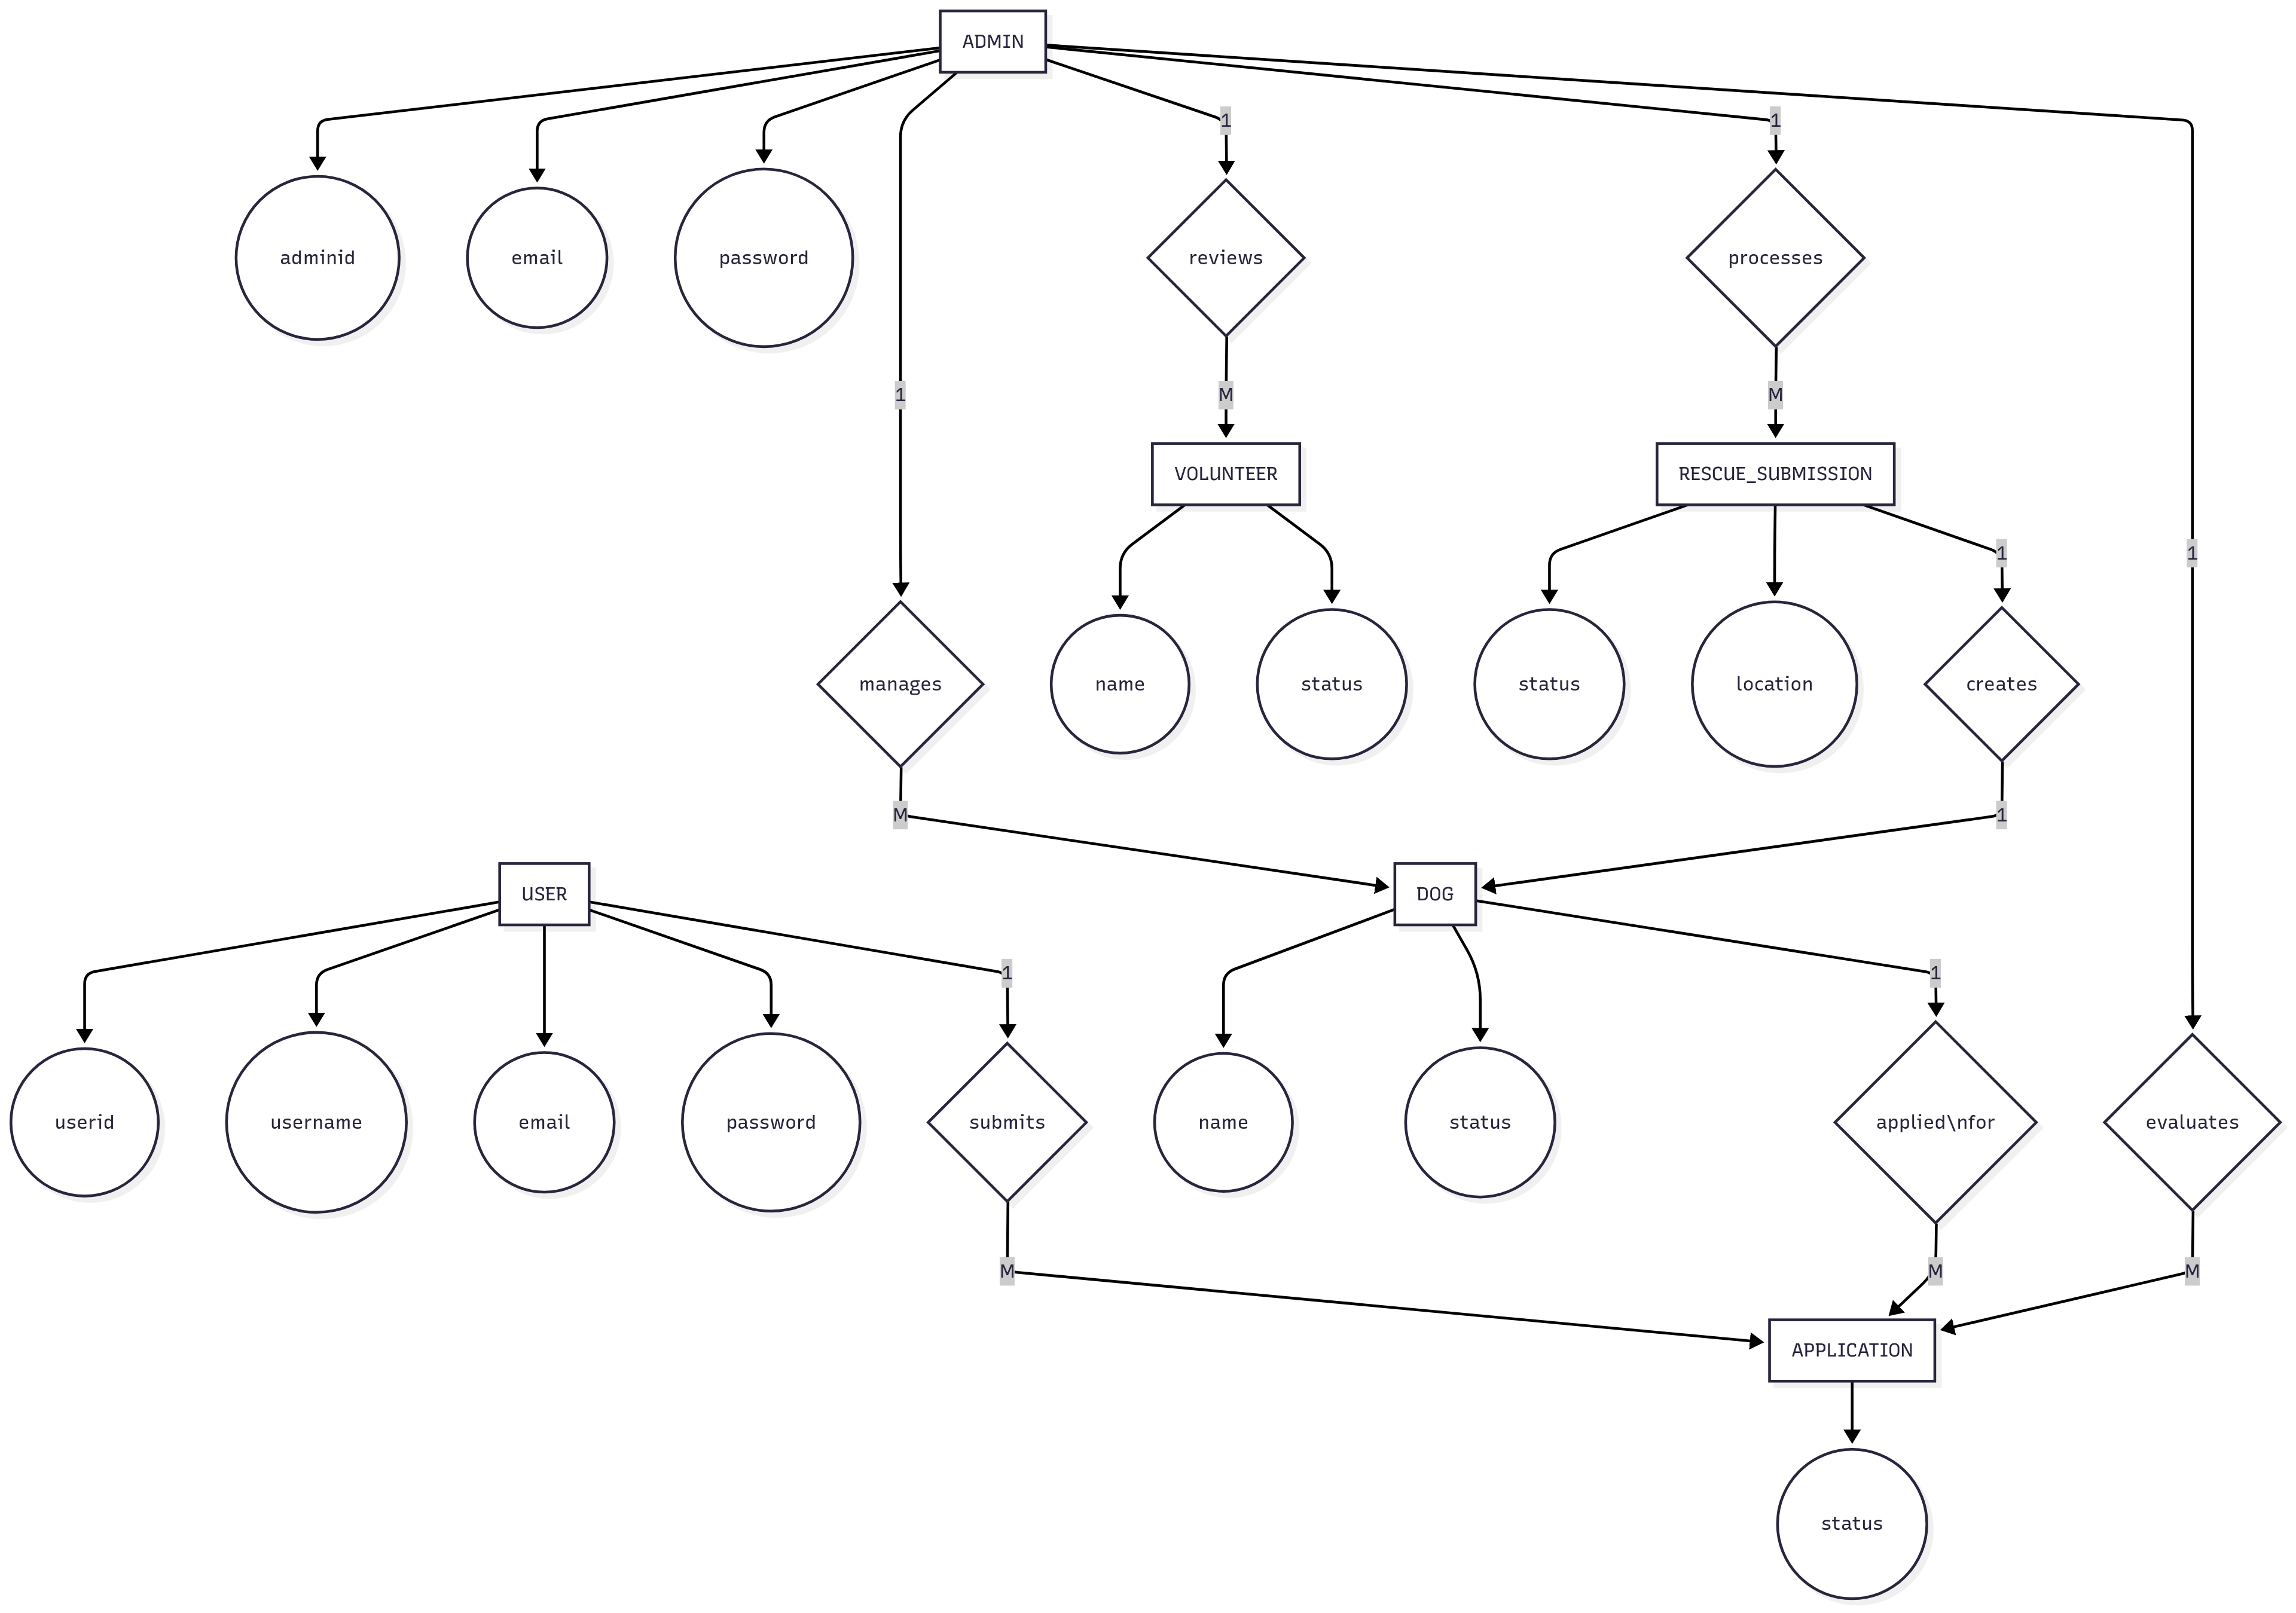 ADMIN
1
1
adminid
email
password
reviews
processes
1
M
M
VOLUNTEER
RESCUE_SUBMISSION
1
1
manages
name
status
status
location
creates
M
1
USER
DOG
1
1
userid
username
email
password
submits
name
status
applied\nfor
evaluates
M
M
M
APPLICATION
status